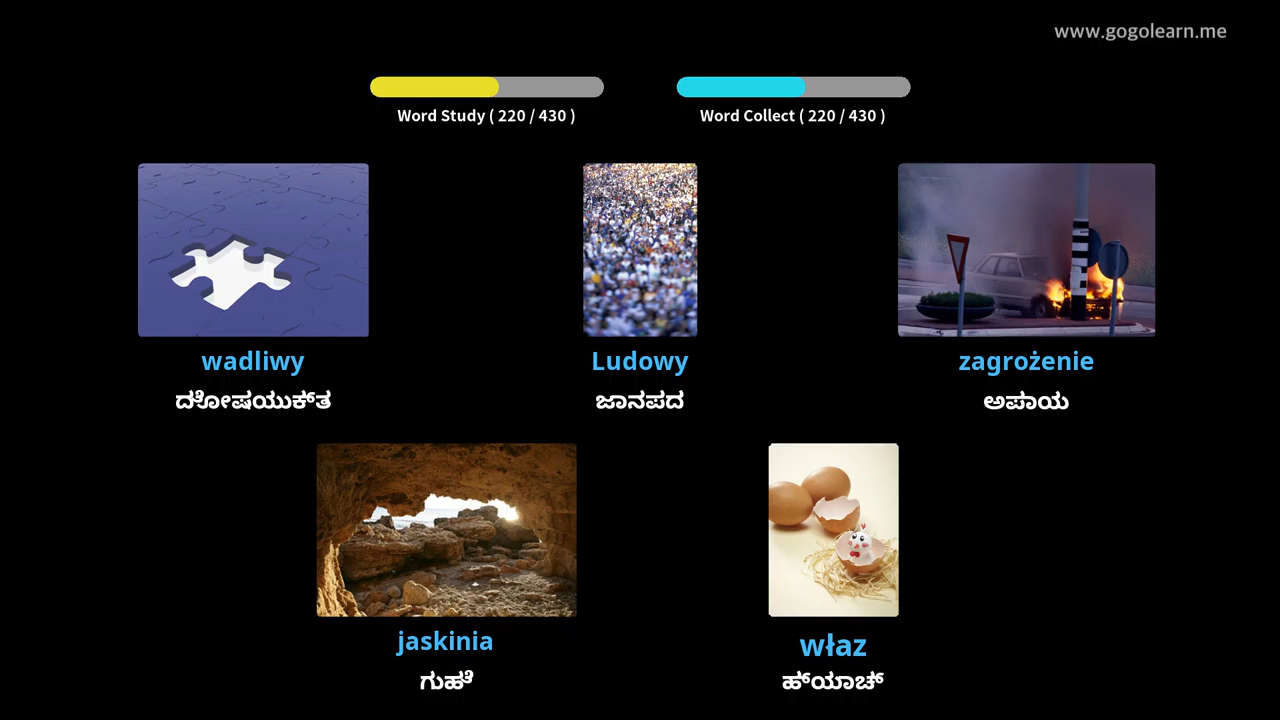 www.gogolearn.me
Word Study ( 220 / 430 )
Word Collect ( 220 / 430 )
wadliwy
ದೋಷಯುಕ್ತ
Ludowy
ಜಾನಪದ
zagrożenie
ಅಪಾಯ
jaskinia
ಗುಹೆ
właz
ಹ್ಯಾಚ್